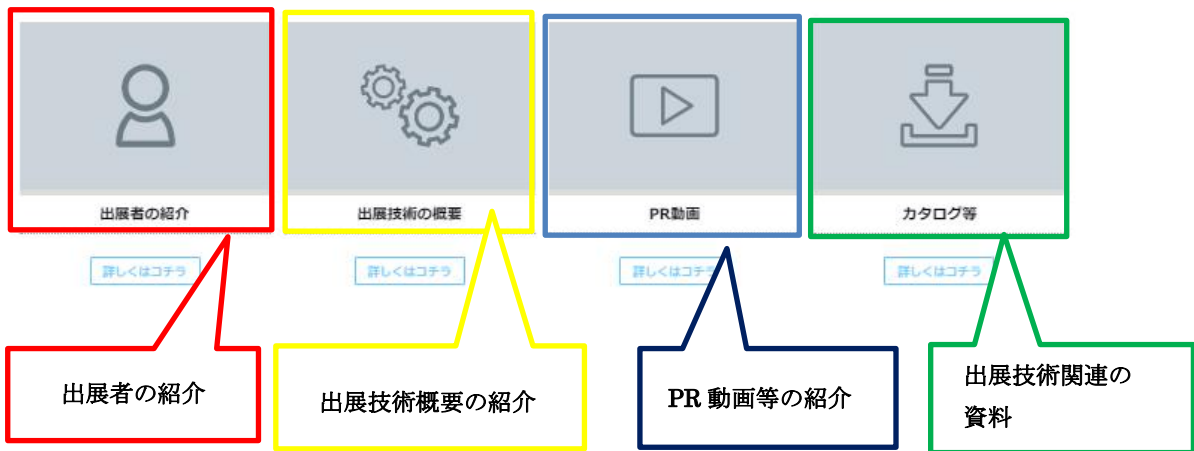 出展者の紹介
出展技術の概要
PR動画
カタログ等
詳しくはコチラ
詳しくはコチラ
詳しくはコチラ
詳しくはコチラ
出展者の紹介
出展技術概要の紹介
PR 動画等の紹介
出展技術関連の
資料